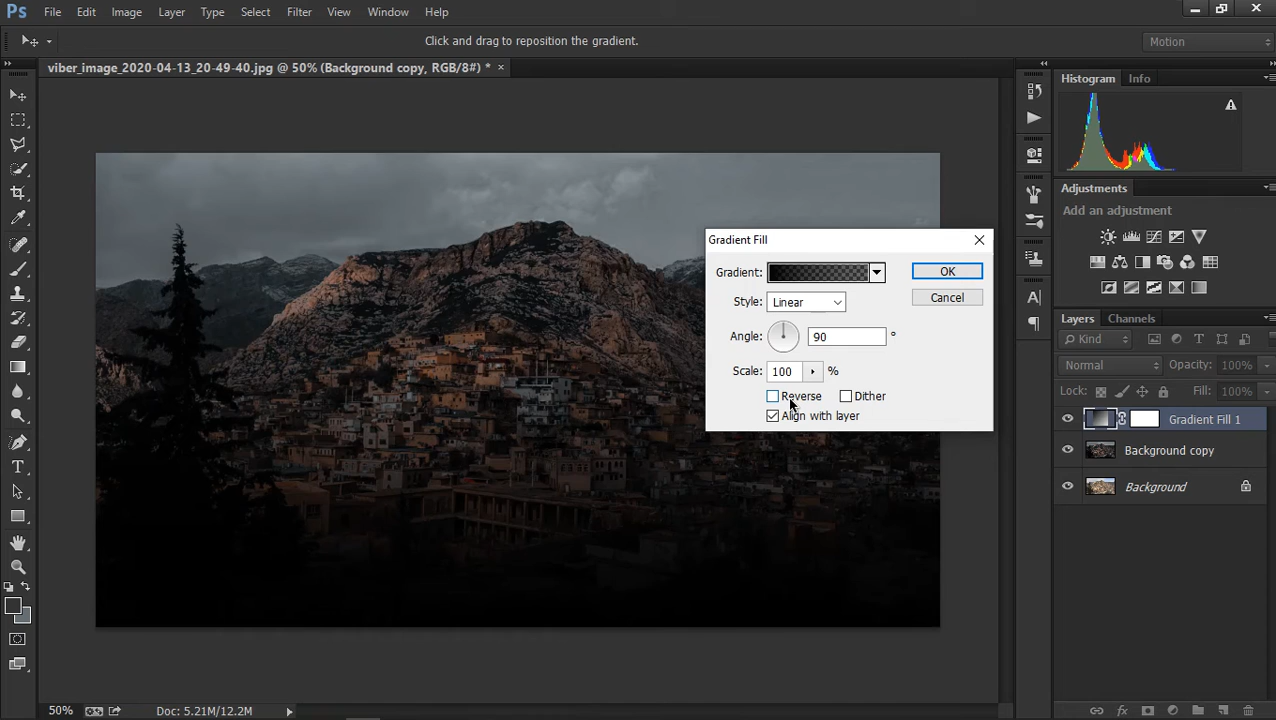 Ps File Edit Image Layer Type Select Filter View Window Help
Click and drag to reposition the gradient.
Motion
viber_image_2020-04-13_20-49-40.jpg @ 50% (Background copy, RGB/8#) *
Histogram Info
Adjustments
Add an adjustment
Gradient Fill
Gradient:
OK
Style: Linear
Cancel
Angle: 90 °
Scale: 100 %
Reverse Dither
Align with layer
Layers Channels
Kind
Normal Opacity: 100%
Lock: Fill: 100%
Gradient Fill 1
Background copy
Background
T
A
fx
50% Doc: 5.21M/12.2M